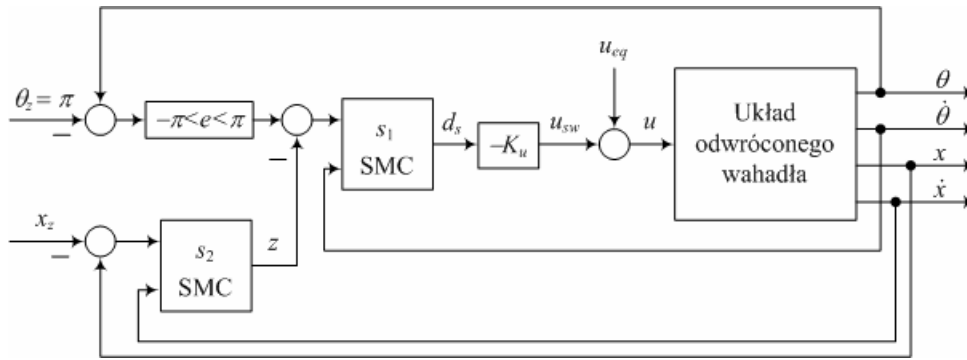 θz = π
−
−π<e<π
−
s1
SMC
ds
−Ku
usw
ueq
u
Układ
odwróconego
wahadła
θ
θ̇
x
ẋ
xz
−
s2
SMC
z